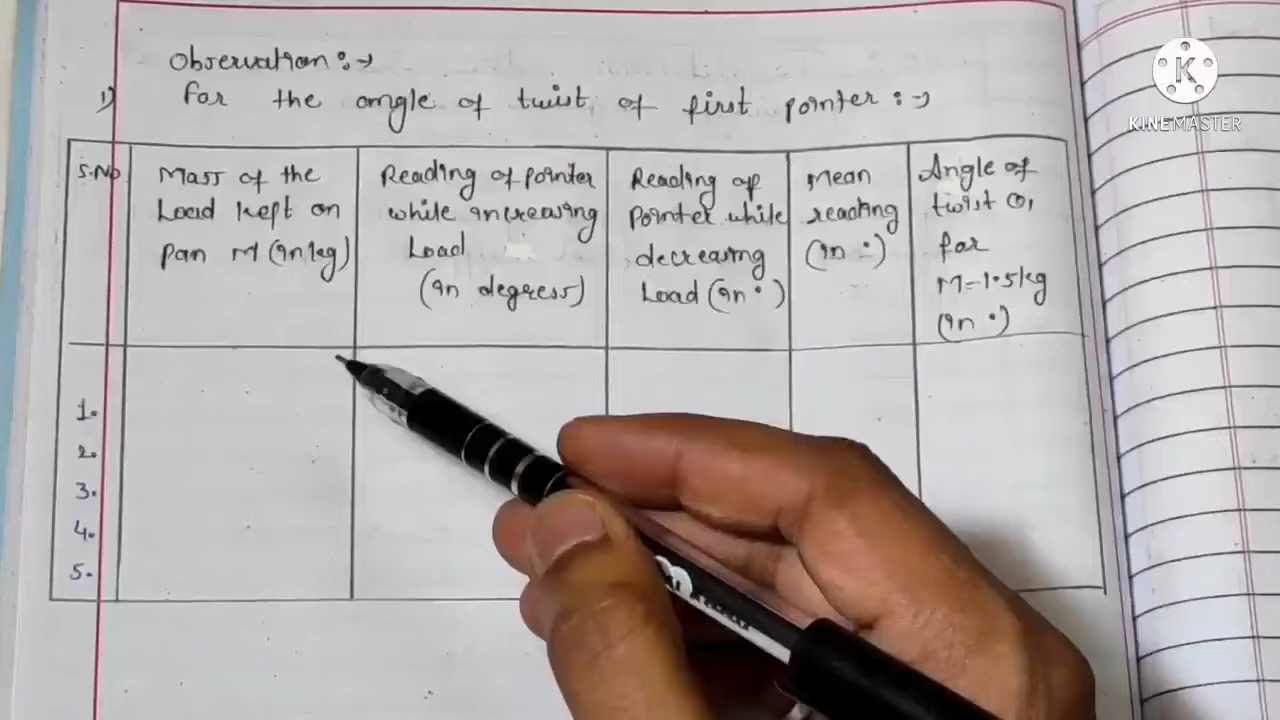 Observation :→
1) for the angle of twist of first pointer :→
S.No
Mass of the
Load kept on
pan M (in kg)
Reading of pointer
while increasing
Load
(in degress)
Reading of
pointer while
decreasing
Load (in °)
Mean
reading
(in °)
Angle of
twist θ₁
for
M=1.5kg
(in °)
1.
2.
3.
4.
5.
K
KINEMASTER